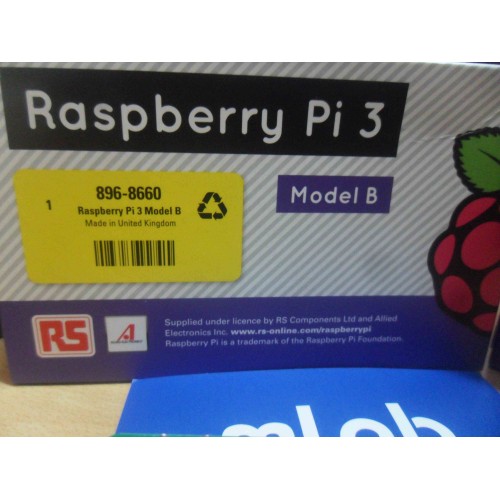 Raspberry Pi 3
896-8660
1
Raspberry Pi 3 Model B
Made in United Kingdom
Model B
RS
A
Supplied under licence by RS Components Ltd and Allied
Electronics Inc. www.rs-online.com/raspberrypi
Raspberry Pi is a trademark of the Raspberry Pi Foundation.